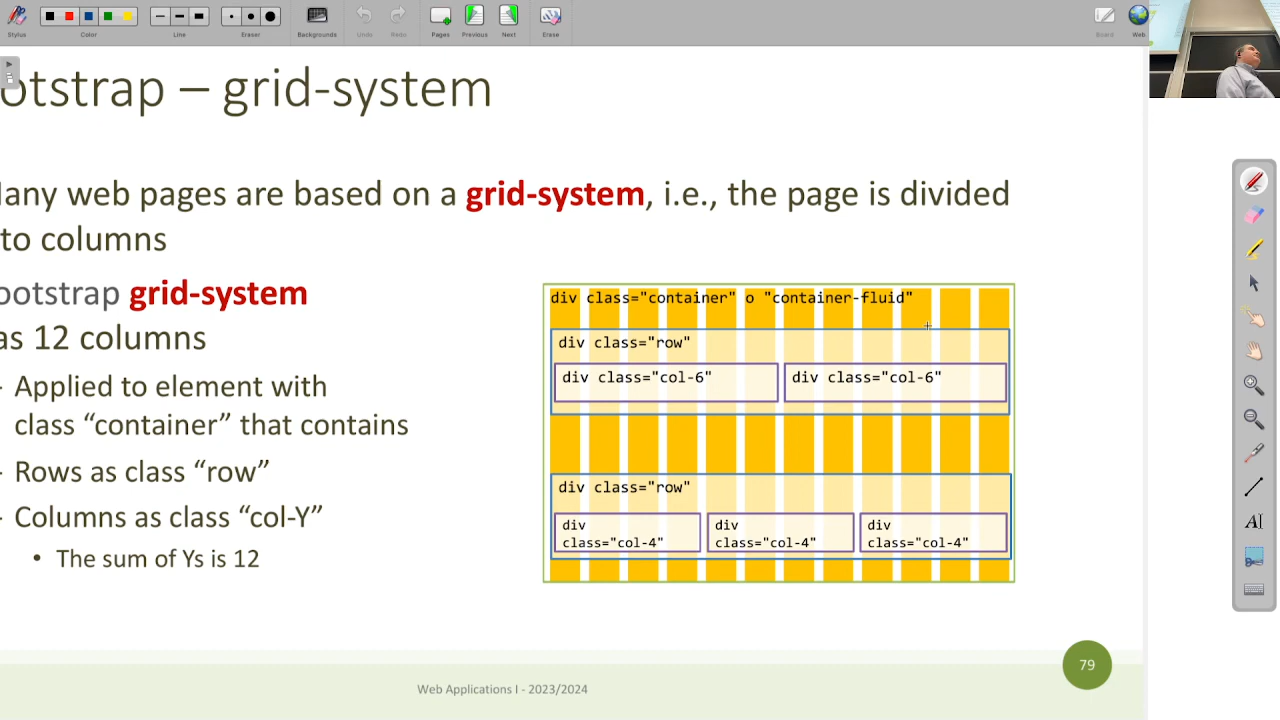 Stylus
Color
Line
Eraser
Backgrounds
Undo
Redo
Pages
Previous
Next
Erase
Board
Web
otstrap – grid-system
any web pages are based on a grid-system, i.e., the page is divided
to columns
ootstrap grid-system
as 12 columns
- Applied to element with
class “container” that contains
- Rows as class “row”
- Columns as class “col-Y”
• The sum of Ys is 12
div class="container" o "container-fluid"
div class="row"
div class="col-6"
div class="col-6"
div class="row"
div
class="col-4"
div
class="col-4"
div
class="col-4"
Web Applications I - 2023/2024
79